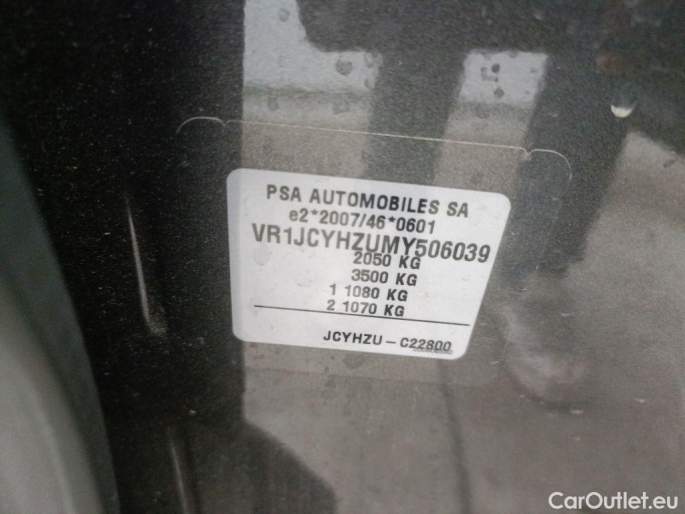 PSA AUTOMOBILES SA
e2*2007/46*0601
VR1JCYHZUMY506039
2050 KG
3500 KG
1 1080 KG
2 1070 KG
JCYHZU - C22800
CarOutlet.eu